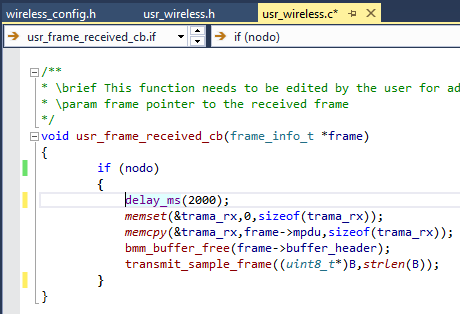 wireless_config.h usr_wireless.h usr_wireless.c*
usr_frame_received_cb.if if (nodo)
/**
* \brief This function needs to be edited by the user for ad
* \param frame pointer to the received frame
*/
void usr_frame_received_cb(frame_info_t *frame)
{
if (nodo)
{
delay_ms(2000);
memset(&trama_rx,0,sizeof(trama_rx));
memcpy(&trama_rx,frame->mpdu,sizeof(trama_rx));
bmm_buffer_free(frame->buffer_header);
transmit_sample_frame((uint8_t*)B,strlen(B));
}
}